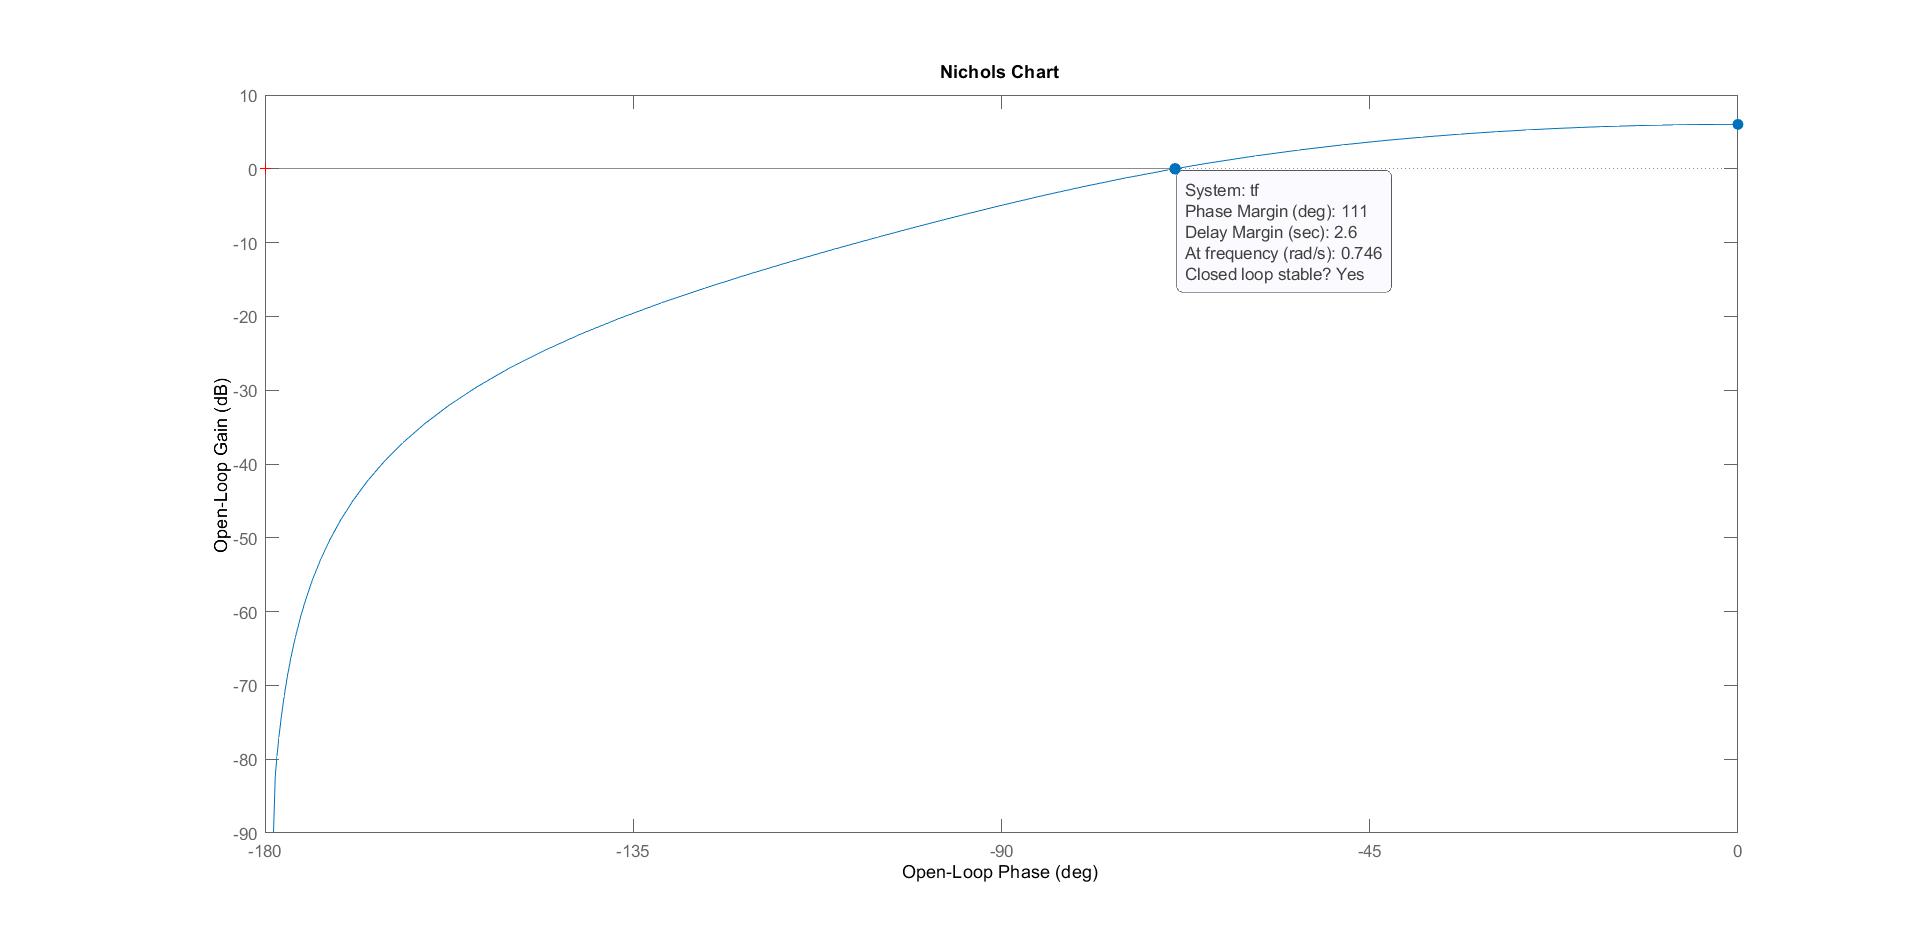 Nichols Chart
10
0
-10
-20
-30
-40
-50
-60
-70
-80
-90
Open-Loop Gain (dB)
System: tf
Phase Margin (deg): 111
Delay Margin (sec): 2.6
At frequency (rad/s): 0.746
Closed loop stable? Yes
-180 -135 -90 -45 0
Open-Loop Phase (deg)